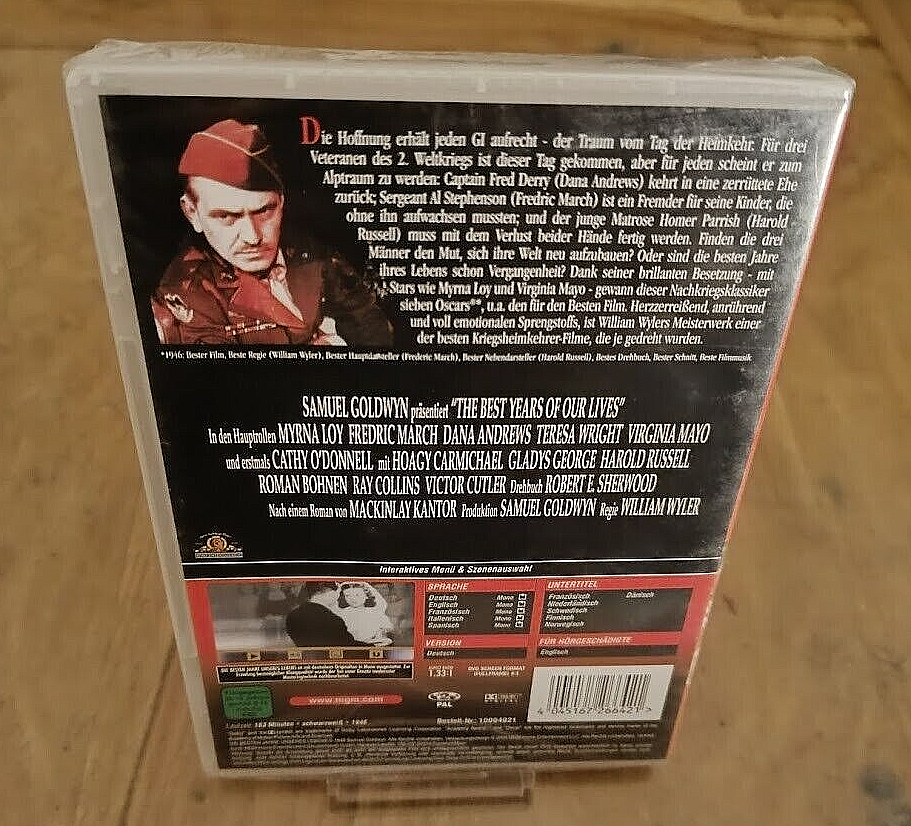 Die Hoffnung erhält jeden GI aufrecht - der Traum vom Tag der Heimkehr. Für drei
Veteranen des 2. Weltkriegs ist dieser Tag gekommen, aber für jeden scheint er zum
Alptraum zu werden: Captain Fred Derry (Dana Andrews) kehrt in eine zerrüttete Ehe
zurück; Sergeant Al Stephenson (Fredric March) ist ein Fremder für seine Kinder, die
ohne ihn aufwachsen mussten; und der junge Matrose Homer Parrish (Harold
Russell) muss mit dem Verlust beider Hände fertig werden. Finden die drei
Männer den Mut, sich ihre Welt neu aufzubauen? Oder sind die besten Jahre
ihres Lebens schon Vergangenheit? Dank seiner brillanten Besetzung - mit
Stars wie Myrna Loy und Virginia Mayo - gewann dieser Nachkriegsklassiker
sieben Oscars**, u.a. den für den Besten Film. Herzzerreißend, anrührend
und voll emotionalen Sprengstoffs, ist William Wylers Meisterwerk einer
der besten Kriegsheimkehrer-Filme, die je gedreht wurden.
*1946: Bester Film, Beste Regie (William Wyler), Bester Hauptdarsteller (Frederic March), Bester Nebendarsteller (Harold Russell), Bestes Drehbuch, Bester Schnitt, Beste Filmmusik
SAMUEL GOLDWYN präsentiert "THE BEST YEARS OF OUR LIVES"
In den Hauptrollen MYRNA LOY FREDRIC MARCH DANA ANDREWS TERESA WRIGHT VIRGINIA MAYO
und erstmals CATHY O'DONNELL mit HOAGY CARMICHAEL GLADYS GEORGE HAROLD RUSSELL
ROMAN BOHNEN RAY COLLINS VICTOR CUTLER Drehbuch ROBERT E. SHERWOOD
Nach einem Roman von MACKINLAY KANTOR Produktion SAMUEL GOLDWYN Regie WILLIAM WYLER
Interaktives Menü & Szenenauswahl
SPRACHE
Deutsch Mono
Englisch Mono
Französisch Mono
Italienisch Mono
Spanisch Mono
UNTERTITEL
Französisch Dänisch
Niederländisch
Schwedisch
Finnisch
Norwegisch
VERSION
Deutsch
FÜR HÖRGESCHÄDIGTE
Englisch
1.33:1
DVD SCREEN FORMAT
www.mgm.com
PAL
DOLBY
DIGITAL
Laufzeit: 163 Minuten • schwarzweiß • 1946
Bestell-Nr.: 10004921